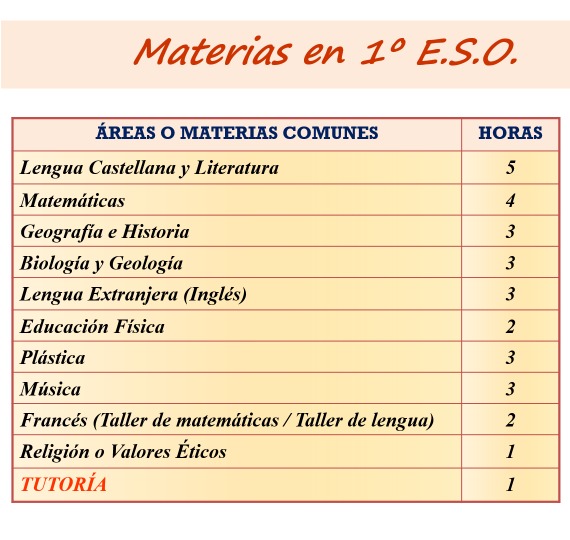 Materias en 1º E.S.O.
ÁREAS O MATERIAS COMUNES HORAS
Lengua Castellana y Literatura 5
Matemáticas 4
Geografía e Historia 3
Biología y Geología 3
Lengua Extranjera (Inglés) 3
Educación Física 2
Plástica 3
Música 3
Francés (Taller de matemáticas / Taller de lengua) 2
Religión o Valores Éticos 1
TUTORÍA 1